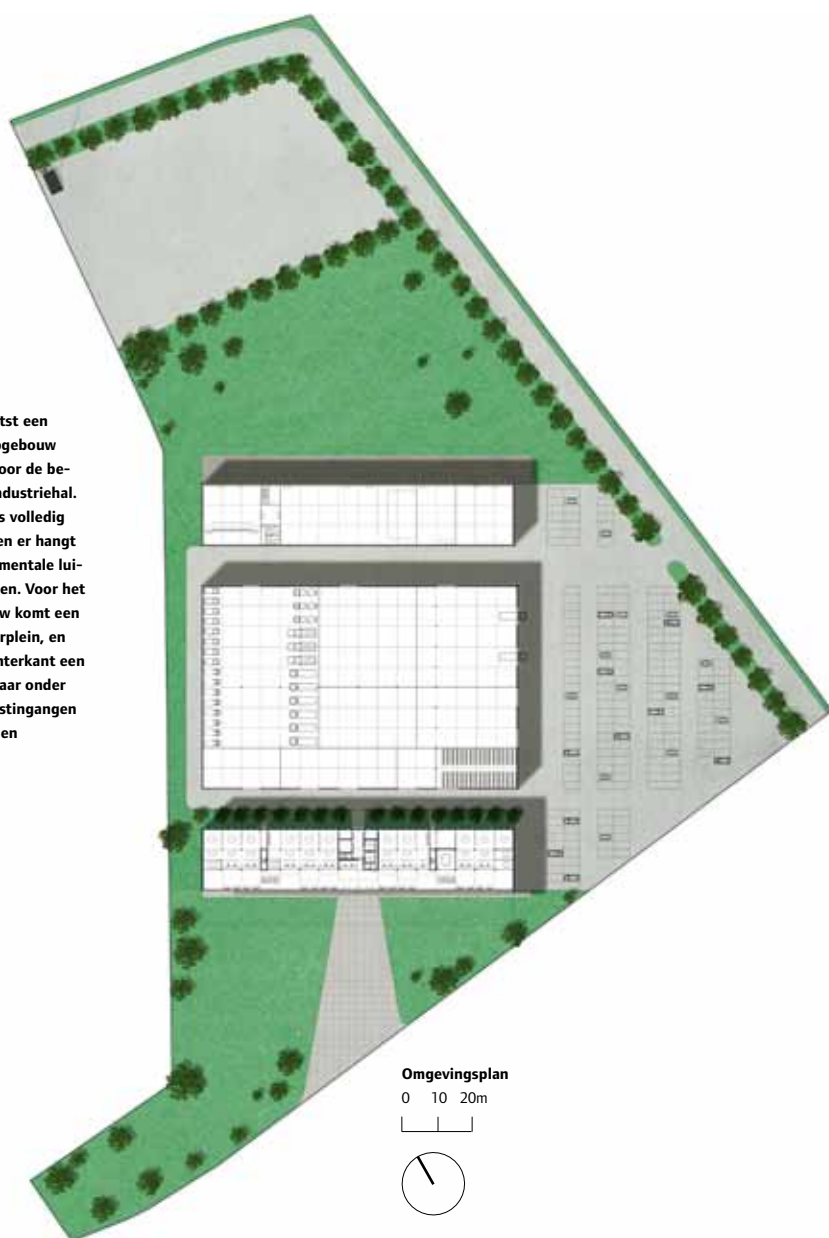 tst een
ogebouw
oor de be-
ndustriehal.
s volledig
en er hangt
mentale lui-
en. Voor het
w komt een
rplein, en
nterkant een
aar onder
stingangen
en
Omgevingsplan
0 10 20m